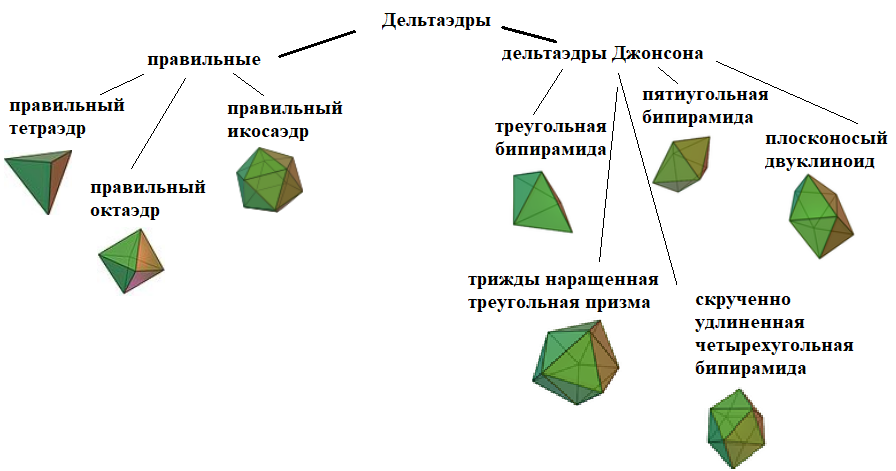 Дельтаэдры
правильные
дельтаэдры Джонсона
правильный
тетраэдр
правильный
икосаэдр
правильный
октаэдр
треугольная
бипирамида
пятиугольная
бипирамида
плосконосый
двуклиноид
трижды наращенная
треугольная призма
скрученно
удлиненная
четырехугольная
бипирамида